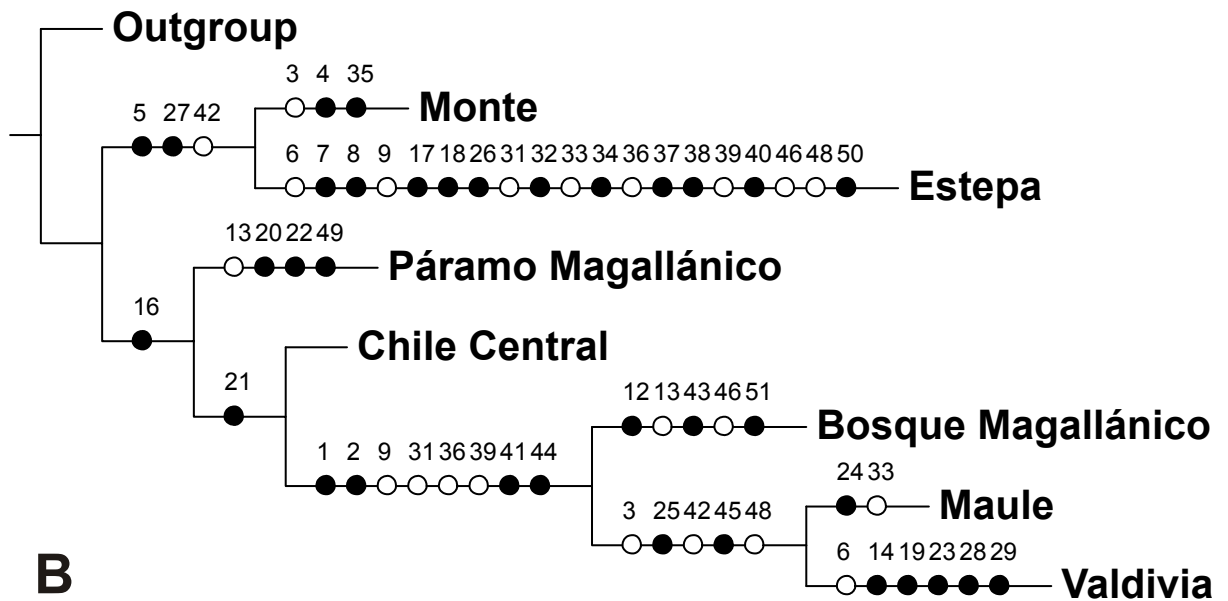 Outgroup
3 4 35
Monte
5 27 42
6 7 8 9 17 18 26 31 32 33 34 36 37 38 39 40 46 48 50
Estepa
13 20 22 49
Páramo Magallánico
16
Chile Central
21
12 13 43 46 51
Bosque Magallánico
1 2 9 31 36 39 41 44
24 33
Maule
3 25 42 45 48
6 14 19 23 28 29
Valdivia
B